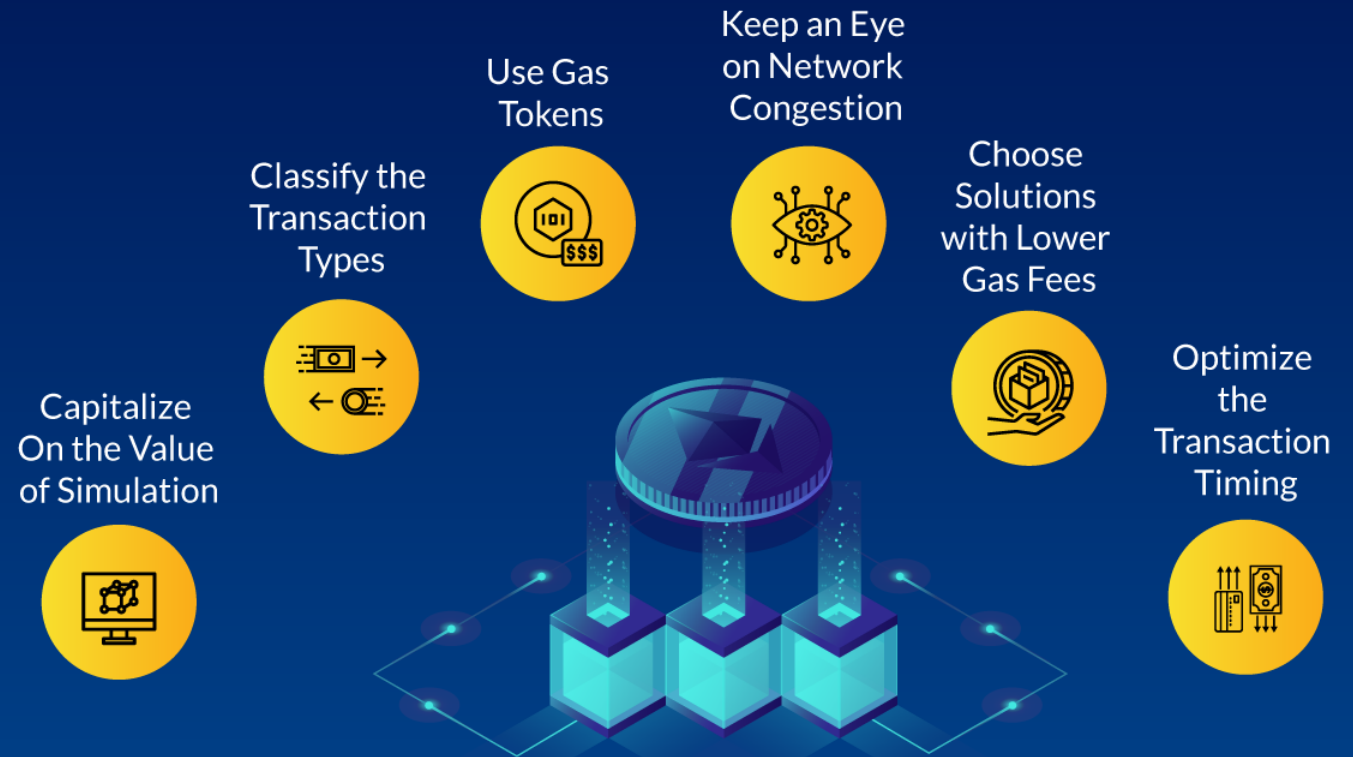 Capitalize
On the Value
of Simulation
Classify the
Transaction
Types
Use Gas
Tokens
101
$$$
Keep an Eye
on Network
Congestion
Choose
Solutions
with Lower
Gas Fees
Optimize
the
Transaction
Timing